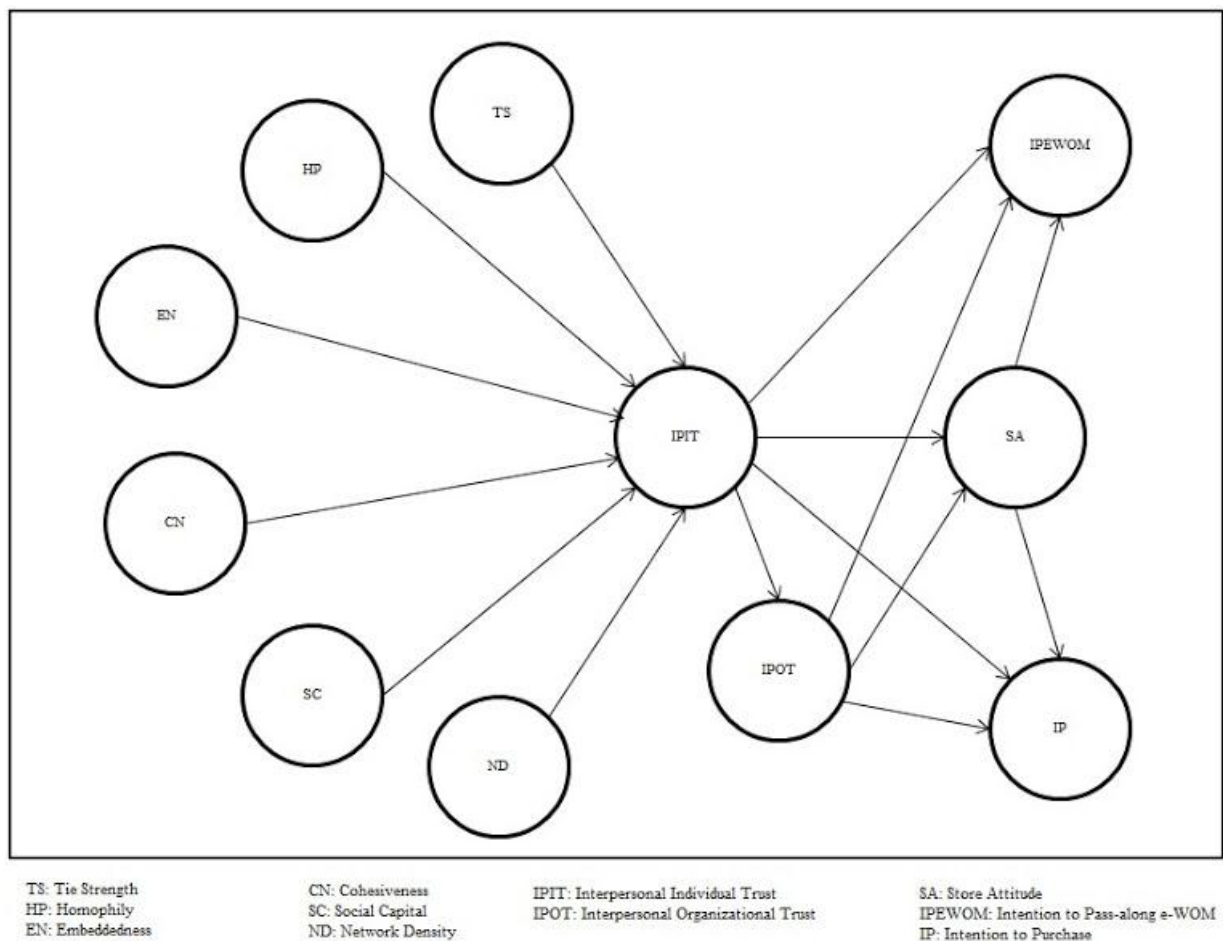 TS
IPEWOM
HP
EN
IPIT
SA
CN
IPOT
SC
IP
ND
TS: Tie Strength
HP: Homophily
EN: Embeddedness
CN: Cohesiveness
SC: Social Capital
ND: Network Density
IPIT: Interpersonal Individual Trust
IPOT: Interpersonal Organizational Trust
SA: Store Attitude
IPEWOM: Intention to Pass-along e-WOM
IP: Intention to Purchase